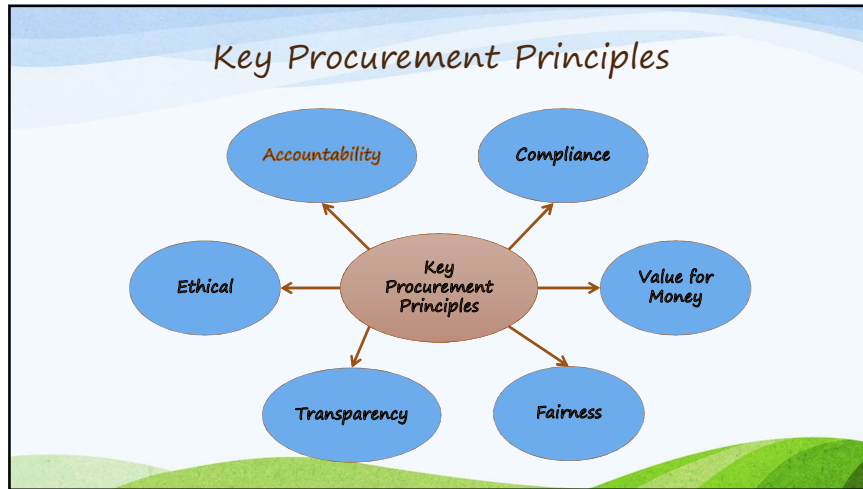 Key Procurement Principles
Accountability
Compliance
Ethical
Key
Procurement
Principles
Value for
Money
Transparency
Fairness